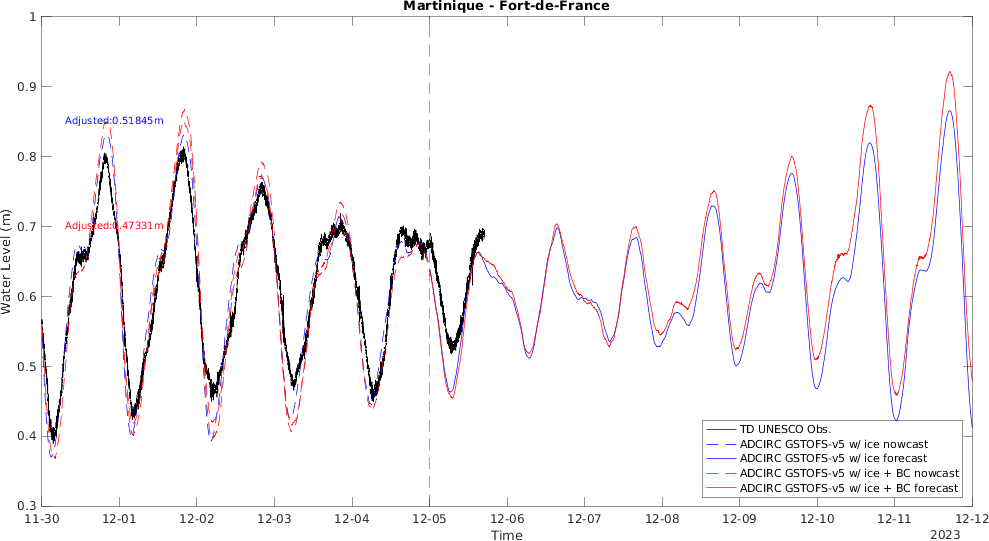 Martinique - Fort-de-France
1
0.9
0.8
0.7
0.6
0.5
0.4
0.3
Water Level (m)
Adjusted:0.51845m
Adjusted:0.47331m
TD UNESCO Obs.
ADCIRC GSTOFS-v5 w/ ice nowcast
ADCIRC GSTOFS-v5 w/ ice forecast
ADCIRC GSTOFS-v5 w/ ice + BC nowcast
ADCIRC GSTOFS-v5 w/ ice + BC forecast
11-30 12-01 12-02 12-03 12-04 12-05 12-06 12-07 12-08 12-09 12-10 12-11 12-12
Time
2023